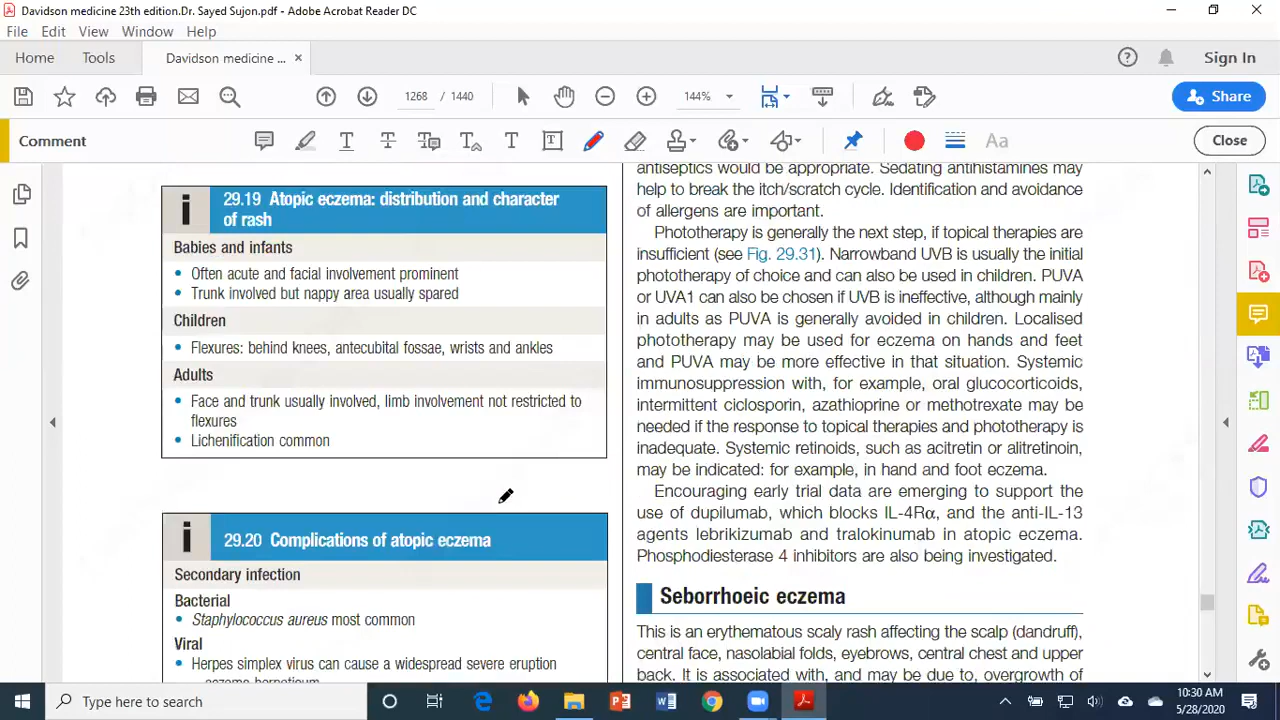 Davidson medicine 23th edition.Dr. Sayed Sujon.pdf - Adobe Acrobat Reader DC
File Edit View Window Help
Home Tools Davidson medicine ... × Sign In
1268 / 1440 144% Share
Comment Aa Close
i 29.19 Atopic eczema: distribution and character
of rash
Babies and infants
• Often acute and facial involvement prominent
• Trunk involved but nappy area usually spared
Children
• Flexures: behind knees, antecubital fossae, wrists and ankles
Adults
• Face and trunk usually involved, limb involvement not restricted to
flexures
• Lichenification common
i 29.20 Complications of atopic eczema
Secondary infection
Bacterial
• Staphylococcus aureus most common
Viral
• Herpes simplex virus can cause a widespread severe eruption
antiseptics would be appropriate. Sedating antihistamines may
help to break the itch/scratch cycle. Identification and avoidance
of allergens are important.
Phototherapy is generally the next step, if topical therapies are
insufficient (see Fig. 29.31). Narrowband UVB is usually the initial
phototherapy of choice and can also be used in children. PUVA
or UVA1 can also be chosen if UVB is ineffective, although mainly
in adults as PUVA is generally avoided in children. Localised
phototherapy may be used for eczema on hands and feet
and PUVA may be more effective in that situation. Systemic
immunosuppression with, for example, oral glucocorticoids,
intermittent ciclosporin, azathioprine or methotrexate may be
needed if the response to topical therapies and phototherapy is
inadequate. Systemic retinoids, such as acitretin or alitretinoin,
may be indicated: for example, in hand and foot eczema.
Encouraging early trial data are emerging to support the
use of dupilumab, which blocks IL-4Rα, and the anti-IL-13
agents lebrikizumab and tralokinumab in atopic eczema.
Phosphodiesterase 4 inhibitors are also being investigated.
Seborrhoeic eczema
This is an erythematous scaly rash affecting the scalp (dandruff),
central face, nasolabial folds, eyebrows, central chest and upper
back. It is associated with, and may be due to, overgrowth of
Type here to search
10:30 AM
5/28/2020